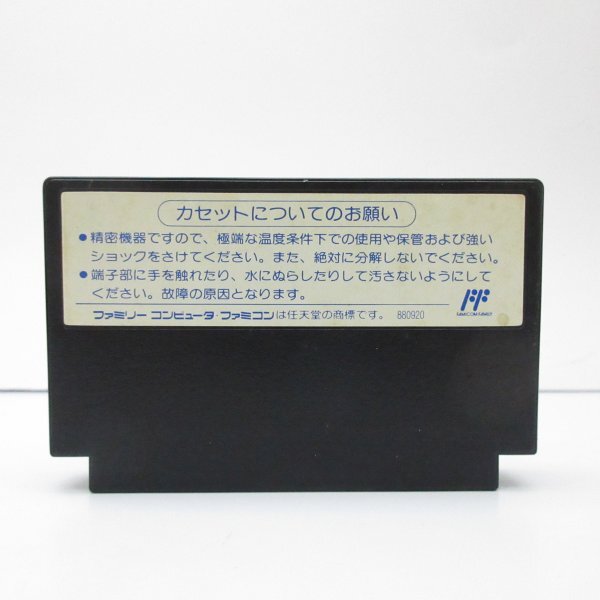 カセットについてのお願い
●精密機器ですので、極端な温度条件下での使用や保管および強い
ショックをさけてください。また、絶対に分解しないでください。
●端子部に手を触れたり、水にぬらしたりして汚さないようにして
ください。故障の原因となります。
ファミリー コンピュータ・ファミコンは任天堂の商標です。 880920
FAMICOM FAMILY